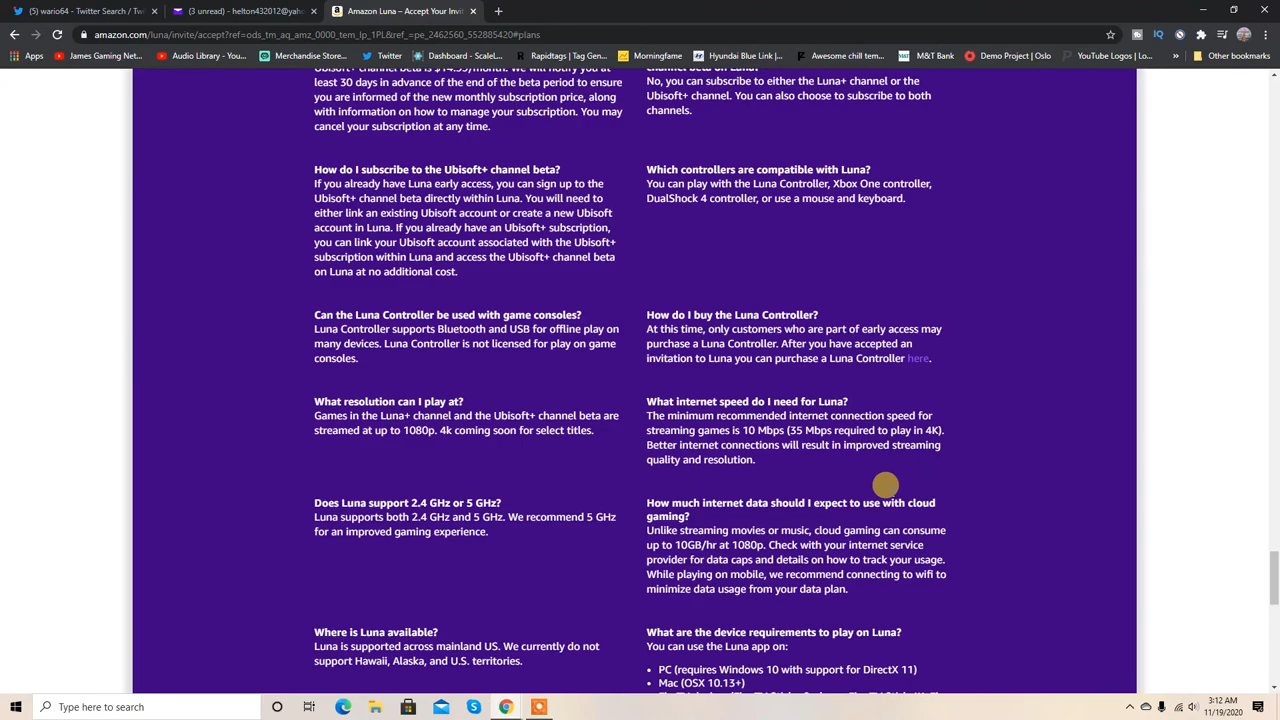 (5) wario64 - Twitter Search / Tw
(3 unread) - helton432012@yaho
Amazon Luna – Accept Your Invite
amazon.com/luna/invite/accept?ref=ods_tm_aq_amz_0000_tem_lp_1PL&ref_=pe_2462560_552885420#plans
Apps
James Gaming Net...
Merchandise Store...
Dashboard - Scalel...
Rapidtags | Generat...
Morningfame
Hyundai Blue Link |...
Awesome chill tem...
M&T Bank
Demo Project | Oslo
YouTube Logos | Lo...
»
Other bookmarks
Ubisoft+ Channel beta is $14.99/month. We will notify you at
least 30 days in advance of the end of the beta period to ensure
you are informed of the new monthly subscription price, along
with information on how to manage your subscription. You may
cancel your subscription at any time.
channel beta on Luna?
No, you can subscribe to either the Luna+ channel or the
Ubisoft+ channel. You can also choose to subscribe to both
channels.
How do I subscribe to the Ubisoft+ channel beta?
If you already have Luna early access, you can sign up to the
Ubisoft+ channel beta directly within Luna. You will need to
either link an existing Ubisoft account or create a new Ubisoft
account in Luna. If you already have an Ubisoft+ subscription,
you can link your Ubisoft account associated with the Ubisoft+
subscription within Luna and access the Ubisoft+ channel beta
on Luna at no additional cost.
Which controllers are compatible with Luna?
You can play with the Luna Controller, Xbox One controller,
DualShock 4 controller, or use a mouse and keyboard.
Can the Luna Controller be used with game consoles?
Luna Controller supports Bluetooth and USB for offline play on
many devices. Luna Controller is not licensed for play on game
consoles.
How do I buy the Luna Controller?
At this time, only customers who are part of early access may
purchase a Luna Controller. After you have accepted an
invitation to Luna you can purchase a Luna Controller here.
What resolution can I play at?
Games in the Luna+ channel and the Ubisoft+ channel beta are
streamed at up to 1080p. 4k coming soon for select titles.
What internet speed do I need for Luna?
The minimum recommended internet connection speed for
streaming games is 10 Mbps (35 Mbps required to play in 4K).
Better internet connections will result in improved streaming
quality and resolution.
Does Luna support 2.4 GHz or 5 GHz?
Luna supports both 2.4 GHz and 5 GHz. We recommend 5 GHz
for an improved gaming experience.
How much internet data should I expect to use with cloud
gaming?
Unlike streaming movies or music, cloud gaming can consume
up to 10GB/hr at 1080p. Check with your internet service
provider for data caps and details on how to track your usage.
While playing on mobile, we recommend connecting to wifi to
minimize data usage from your data plan.
Where is Luna available?
Luna is supported across mainland US. We currently do not
support Hawaii, Alaska, and U.S. territories.
What are the device requirements to play on Luna?
You can use the Luna app on:
• PC (requires Windows 10 with support for DirectX 11)
• Mac (OSX 10.13+)
Type here to search
3:12 AM
11/19/2020